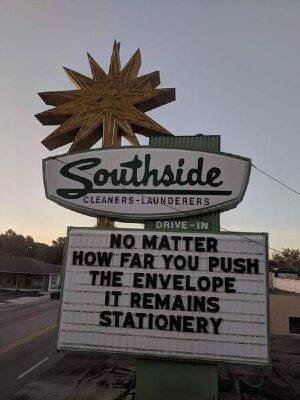 Southside
CLEANERS-LAUNDERERS
DRIVE-IN
NO MATTER
HOW FAR YOU PUSH
THE ENVELOPE
IT REMAINS
STATIONERY